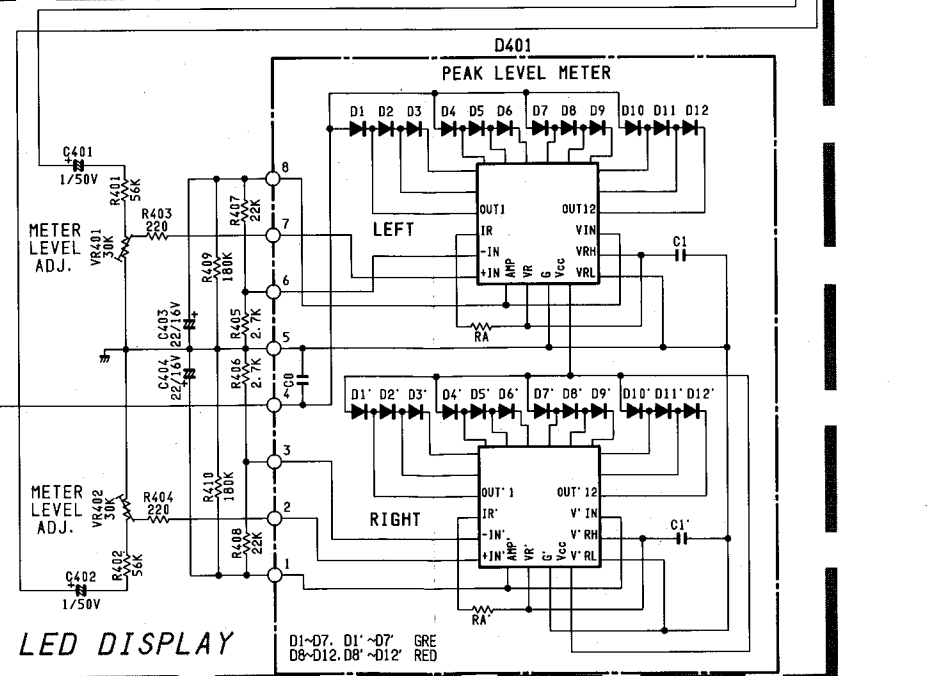 D401
PEAK LEVEL METER
D1 D2 D3 D4 D5 D6 D7 D8 D9 D10 D11 D12
C401
+
1/50V
R401
56K
8
R407
22K
R403
220
7
METER
LEVEL
ADJ.
VR401
30K
R409
180K
LEFT
OUT1 OUT12
IR VIN
-IN VRH
+IN VRL
AMP VR G Vcc
C1
6
C403
22/16V
+
R405
2.7K
RA
5
C404
22/16V
+
R406
2.7K
C0
4
D1' D2' D3' D4' D5' D6' D7' D8' D9' D10' D11' D12'
3
METER
LEVEL
ADJ.
VR402
30K
R404
220
R410
180K
2
RIGHT
OUT'1 OUT'12
IR' V'IN
-IN' V'RH
+IN' V'RL
AMP' VR' G' Vcc
C1'
R408
22K
R402
56K
1
C402
+
1/50V
RA'
LED DISPLAY
D1~D7, D1'~D7' GRE
D8~D12, D8'~D12' RED